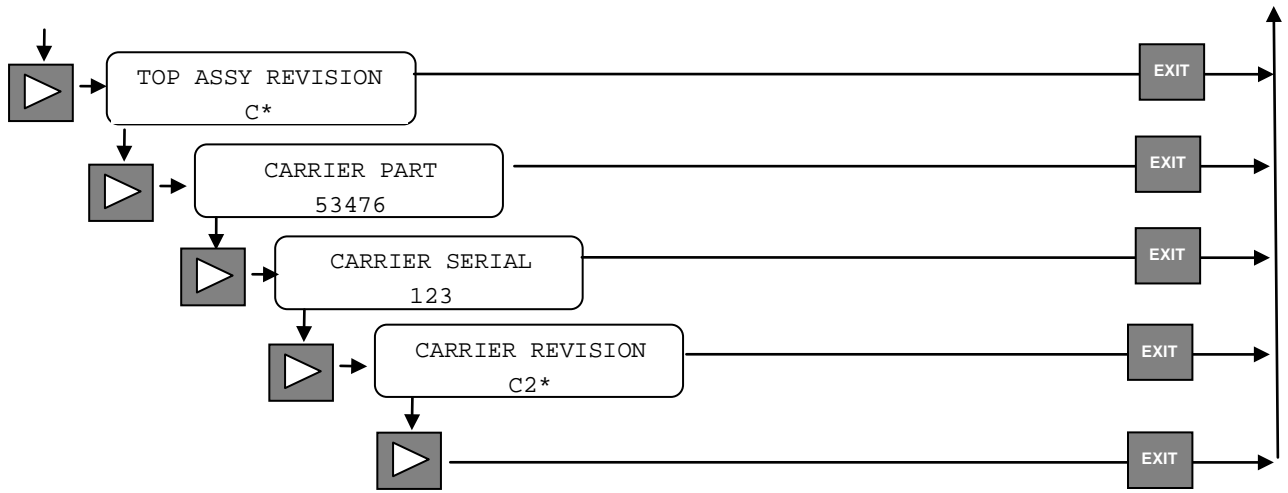 TOP ASSY REVISION
C*
EXIT
CARRIER PART
53476
EXIT
CARRIER SERIAL
123
EXIT
CARRIER REVISION
C2*
EXIT
EXIT